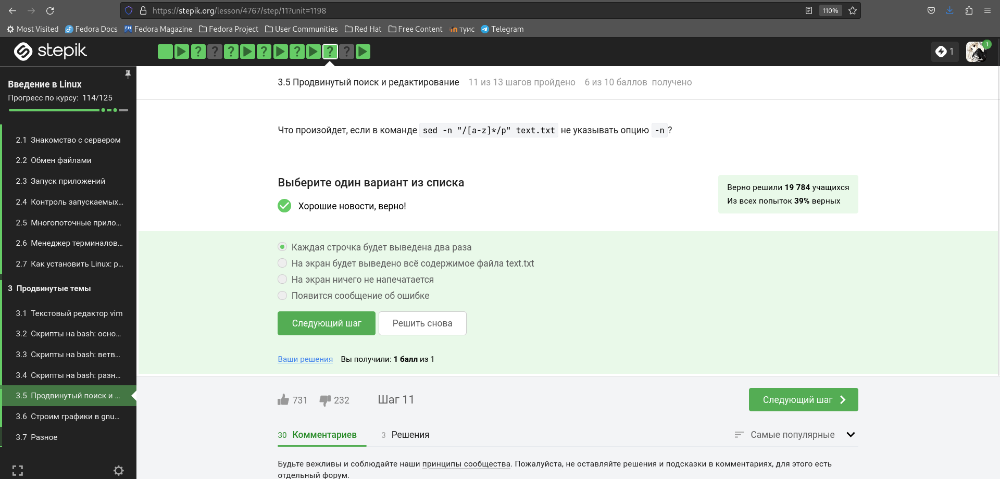 https://stepik.org/lesson/4767/step/11?unit=1198
110%
Most Visited
Fedora Docs
Fedora Magazine
Fedora Project
User Communities
Red Hat
Free Content
туис
Telegram
stepik
1
1
Введение в Linux
Прогресс по курсу: 114/125
2.1 Знакомство с сервером
2.2 Обмен файлами
2.3 Запуск приложений
2.4 Контроль запускаемых…
2.5 Многопоточные прило…
2.6 Менеджер терминалов…
2.7 Как установить Linux: р…
3 Продвинутые темы
3.1 Текстовый редактор vim
3.2 Скрипты на bash: осно…
3.3 Скрипты на bash: ветв…
3.4 Скрипты на bash: разн…
3.5 Продвинутый поиск и …
3.6 Строим графики в gnu…
3.7 Разное
3.5 Продвинутый поиск и редактирование 11 из 13 шагов пройдено 6 из 10 баллов получено
Что произойдет, если в команде sed -n "/[a-z]*/p" text.txt не указывать опцию -n?
Выберите один вариант из списка
Хорошие новости, верно!
Верно решили 19 784 учащихся
Из всех попыток 39% верных
Каждая строчка будет выведена два раза
На экран будет выведено всё содержимое файла text.txt
На экран ничего не напечатается
Появится сообщение об ошибке
Следующий шаг
Решить снова
Ваши решения Вы получили: 1 балл из 1
731 232 Шаг 11
Следующий шаг
30 Комментариев 3 Решения
Самые популярные
Будьте вежливы и соблюдайте наши принципы сообщества. Пожалуйста, не оставляйте решения и подсказки в комментариях, для этого есть
отдельный форум.